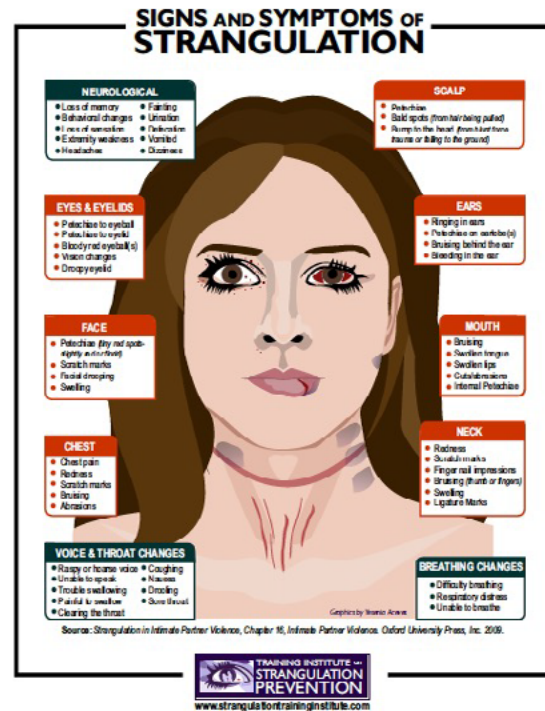 SIGNS AND SYMPTOMS OF
STRANGULATION
NEUROLOGICAL
Loss of memory
Behavioral changes
Loss of sensation
Extremity weakness
Headaches
Fainting
Urination
Defecation
Vomited
Dizziness
SCALP
Petechiae
Bald spots (from hair being pulled)
Bump to the head (from blunt force
trauma or falling to the ground)
EYES & EYELIDS
Petechiae to eyeball
Petechiae to eyelid
Bloody red eyeball(s)
Vision changes
Droopy eyelid
EARS
Ringing in ears
Petechiae on earlobe(s)
Bruising behind the ear
Bleeding in the ear
FACE
Petechiae (tiny red spots-
slightly red or florid)
Scratch marks
Facial drooping
Swelling
MOUTH
Bruising
Swollen tongue
Swollen lips
Cuts/abrasions
Internal Petechiae
CHEST
Chest pain
Redness
Scratch marks
Bruising
Abrasions
NECK
Redness
Scratch marks
Finger nail impressions
Bruising (thumb or fingers)
Swelling
Ligature Marks
VOICE & THROAT CHANGES
Raspy or hoarse voice
Unable to speak
Trouble swallowing
Painful to swallow
Clearing the throat
Coughing
Nausea
Drooling
Sore throat
BREATHING CHANGES
Difficulty breathing
Respiratory distress
Unable to breathe
Graphics by Yesenia Aceves
Source: Strangulation in Intimate Partner Violence, Chapter 16, Intimate Partner Violence. Oxford University Press, Inc. 2009.
TRAINING INSTITUTE ON
STRANGULATION
PREVENTION
www.strangulationtraininginstitute.com